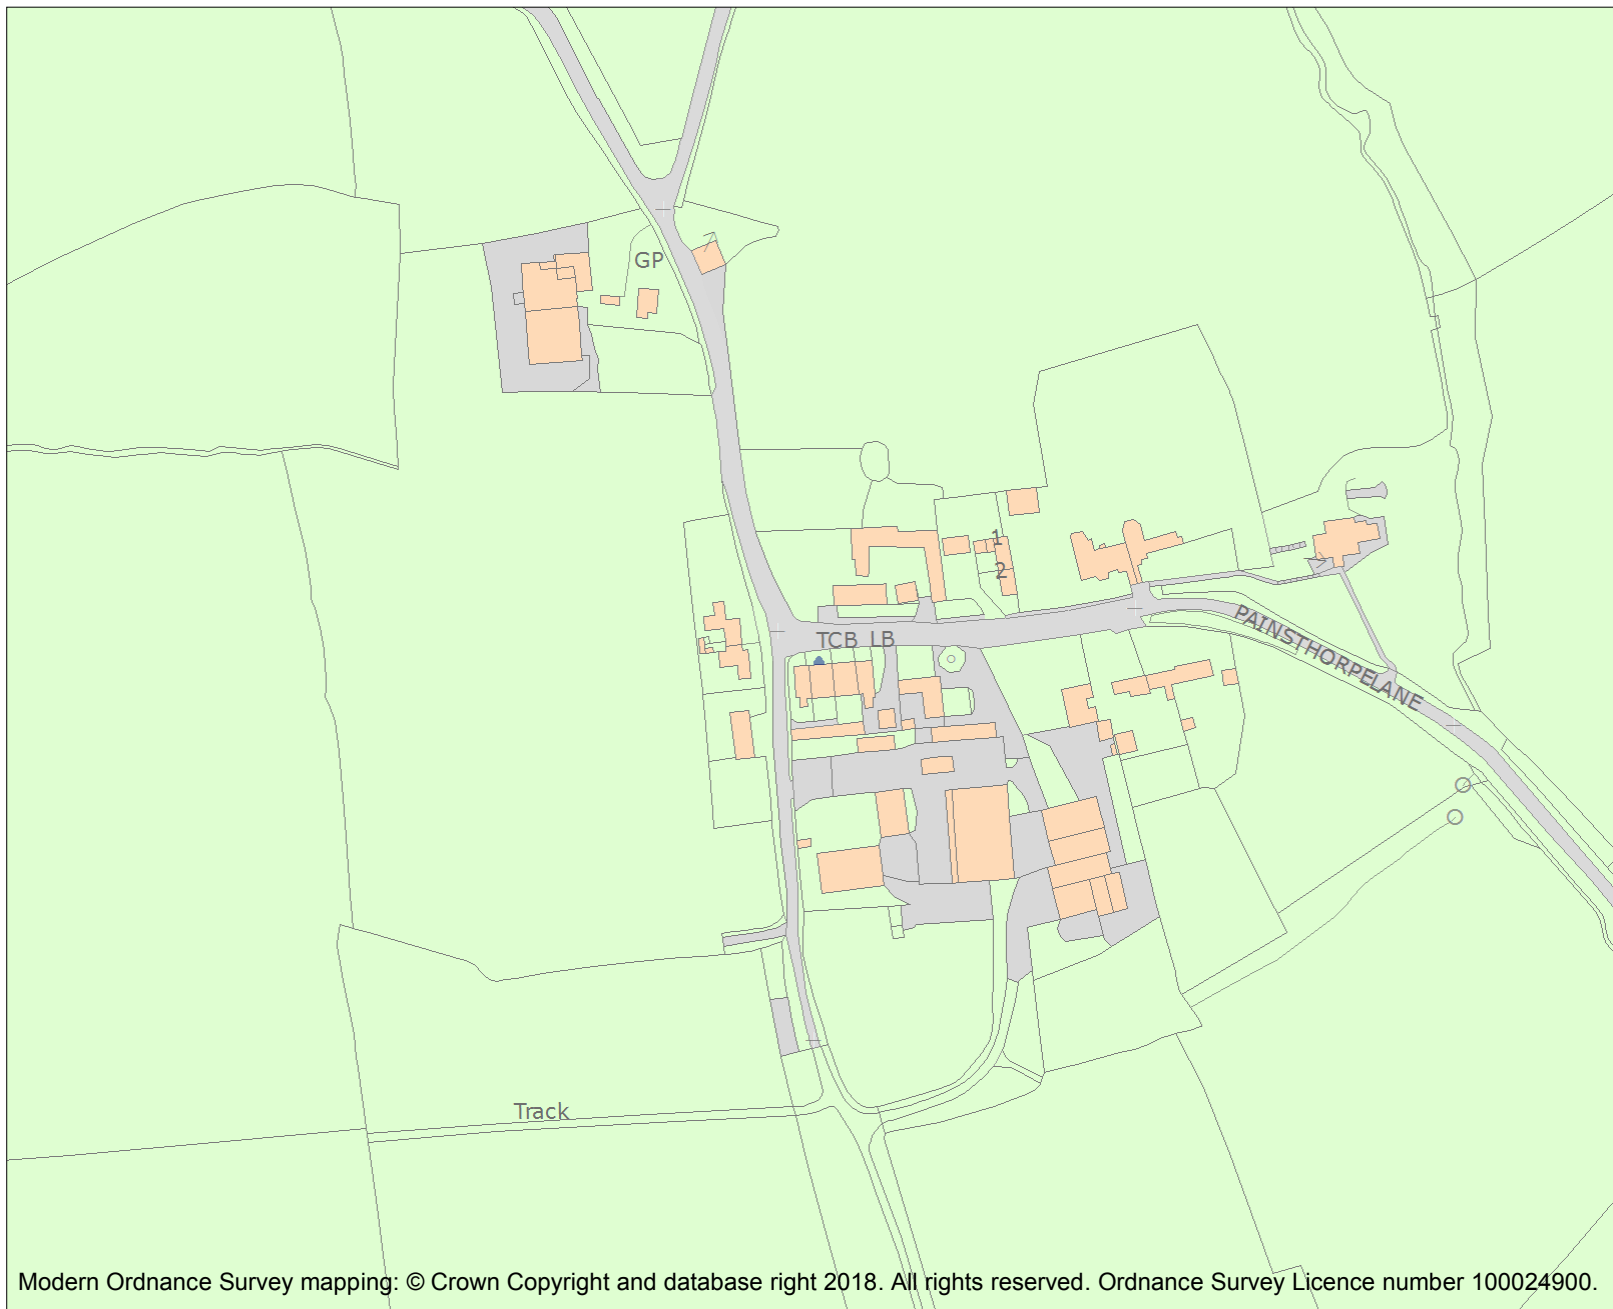 GP
1
2
TCB LB
PAINSTHORPELANE
Track
Modern Ordnance Survey mapping: © Crown Copyright and database right 2018. All rights reserved. Ordnance Survey Licence number 100024900.